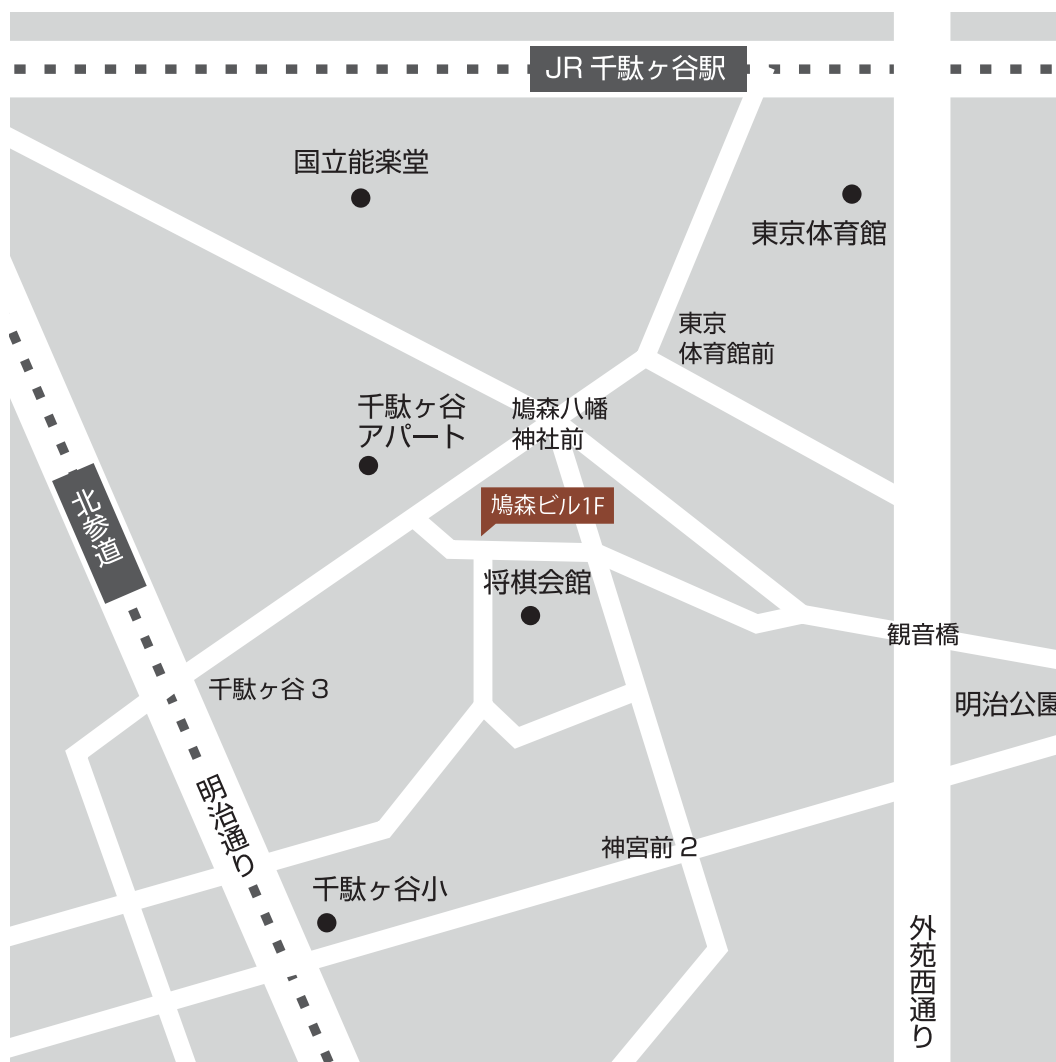 JR 千駄ヶ谷駅
国立能楽堂
東京体育館
東京
体育館前
千駄ヶ谷
アパート
鳩森八幡
神社前
北参道
鳩森ビル1F
将棋会館
観音橋
千駄ヶ谷 3
明治公園
明治通り
神宮前 2
千駄ヶ谷小
外苑西通り